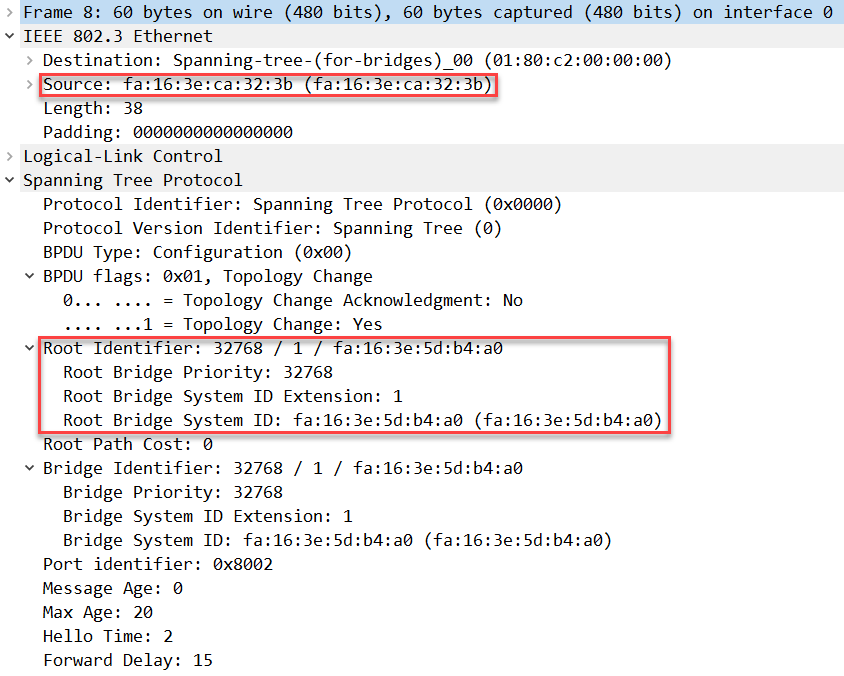 Frame 8: 60 bytes on wire (480 bits), 60 bytes captured (480 bits) on interface 0
IEEE 802.3 Ethernet
Destination: Spanning-tree-(for-bridges)_00 (01:80:c2:00:00:00)
Source: fa:16:3e:ca:32:3b (fa:16:3e:ca:32:3b)
Length: 38
Padding: 0000000000000000
Logical-Link Control
Spanning Tree Protocol
Protocol Identifier: Spanning Tree Protocol (0x0000)
Protocol Version Identifier: Spanning Tree (0)
BPDU Type: Configuration (0x00)
BPDU flags: 0x01, Topology Change
0... .... = Topology Change Acknowledgment: No
.... ...1 = Topology Change: Yes
Root Identifier: 32768 / 1 / fa:16:3e:5d:b4:a0
Root Bridge Priority: 32768
Root Bridge System ID Extension: 1
Root Bridge System ID: fa:16:3e:5d:b4:a0 (fa:16:3e:5d:b4:a0)
Root Path Cost: 0
Bridge Identifier: 32768 / 1 / fa:16:3e:5d:b4:a0
Bridge Priority: 32768
Bridge System ID Extension: 1
Bridge System ID: fa:16:3e:5d:b4:a0 (fa:16:3e:5d:b4:a0)
Port identifier: 0x8002
Message Age: 0
Max Age: 20
Hello Time: 2
Forward Delay: 15